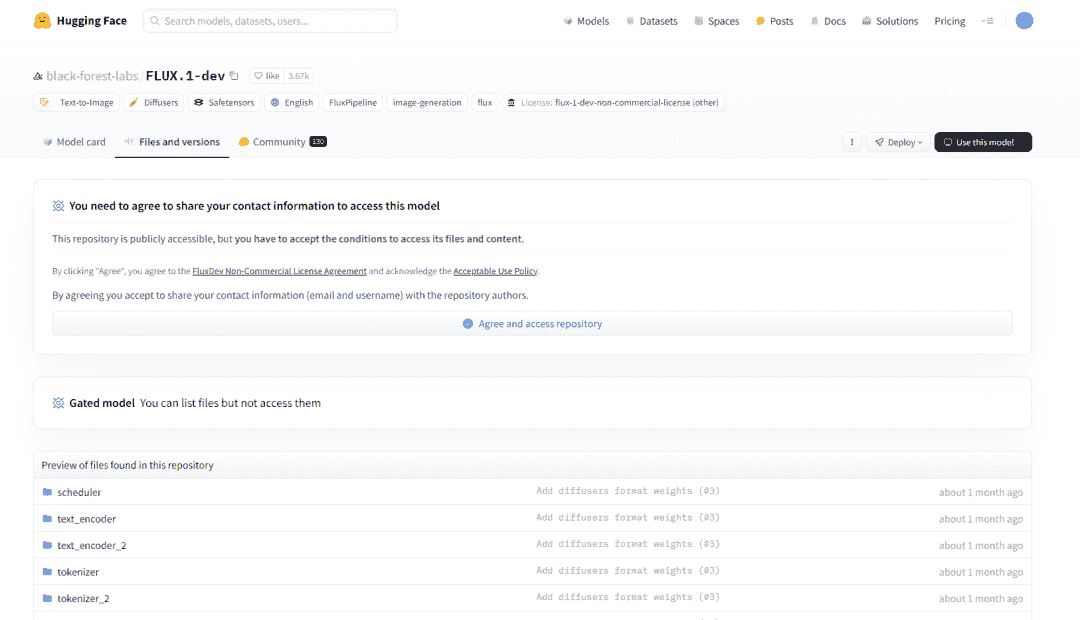 Hugging Face
Search models, datasets, users...
Models
Datasets
Spaces
Posts
Docs
Solutions
Pricing
black-forest-labs/FLUX.1-dev
like 3.67k
Text-to-Image
Diffusers
Safetensors
English
FluxPipeline
image-generation
flux
License: flux-1-dev-non-commercial-license (other)
Model card
Files and versions
Community 130
Deploy
Use this model
You need to agree to share your contact information to access this model
This repository is publicly accessible, but you have to accept the conditions to access its files and content.
By clicking "Agree", you agree to the FluxDev Non-Commercial License Agreement and acknowledge the Acceptable Use Policy.
By agreeing you accept to share your contact information (email and username) with the repository authors.
Agree and access repository
Gated model You can list files but not access them
Preview of files found in this repository
scheduler Add diffusers format weights (#3) about 1 month ago
text_encoder Add diffusers format weights (#3) about 1 month ago
text_encoder_2 Add diffusers format weights (#3) about 1 month ago
tokenizer Add diffusers format weights (#3) about 1 month ago
tokenizer_2 Add diffusers format weights (#3) about 1 month ago